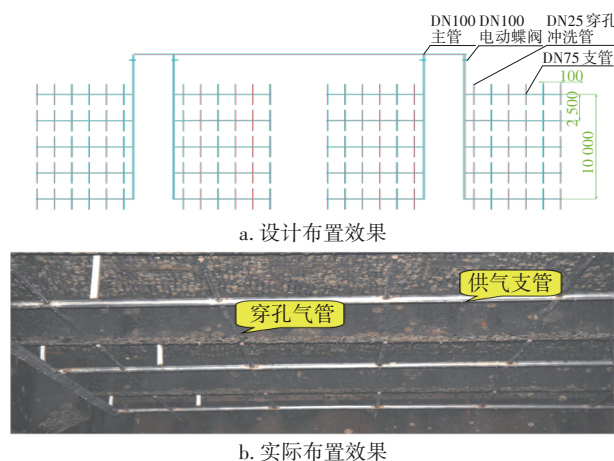 DN100 主管
DN100 电动蝶阀
DN25 穿孔冲洗管
DN75 支管
100
2 500
10 000
a. 设计布置效果
供气支管
穿孔气管
b. 实际布置效果